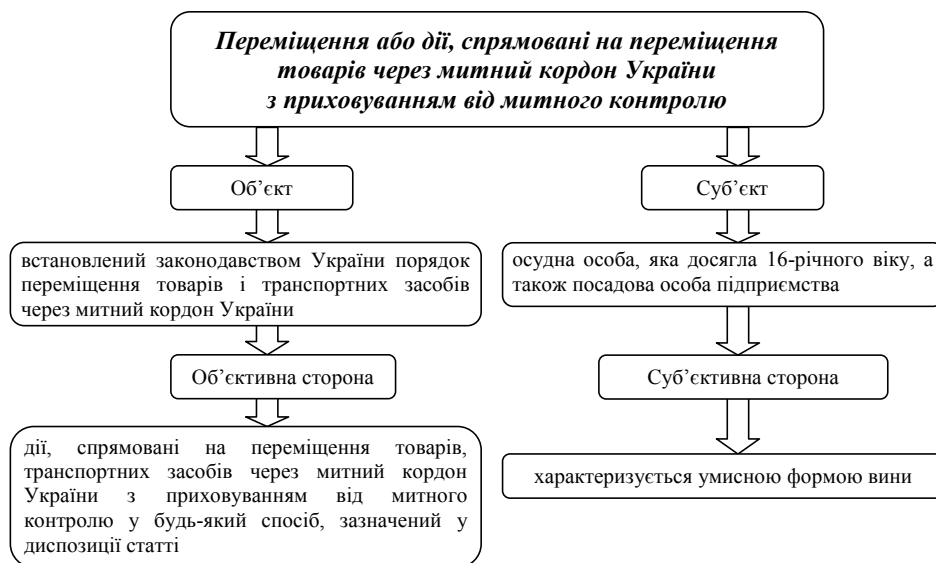 Переміщення або дії, спрямовані на переміщення
товарів через митний кордон України
з приховуванням від митного контролю
Об’єкт
встановлений законодавством України порядок
переміщення товарів і транспортних засобів
через митний кордон України
Об’єктивна сторона
дії, спрямовані на переміщення товарів,
транспортних засобів через митний кордон
України з приховуванням від митного
контролю у будь-який спосіб, зазначений у
диспозиції статті
Суб’єкт
осудна особа, яка досягла 16-річного віку, а
також посадова особа підприємства
Суб’єктивна сторона
характеризується умисною формою вини